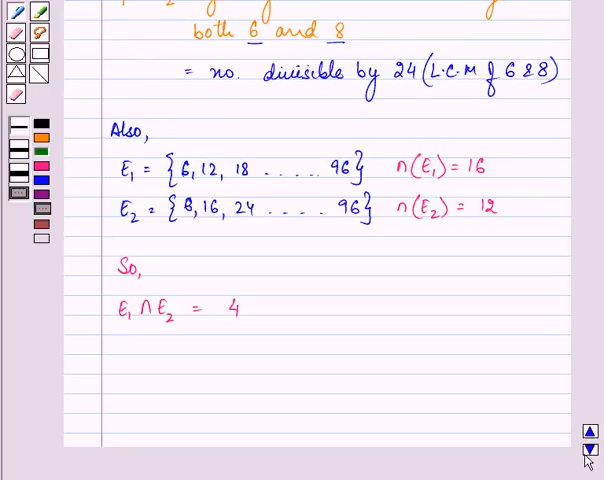 both 6 and 8
= no. divisible by 24 (L.C.M of 6 & 8)
Also,
E₁ = {6, 12, 18 ..... 96} n(E₁) = 16
E₂ = {8, 16, 24 ..... 96} n(E₂) = 12
So,
E₁ ∩ E₂ = 4